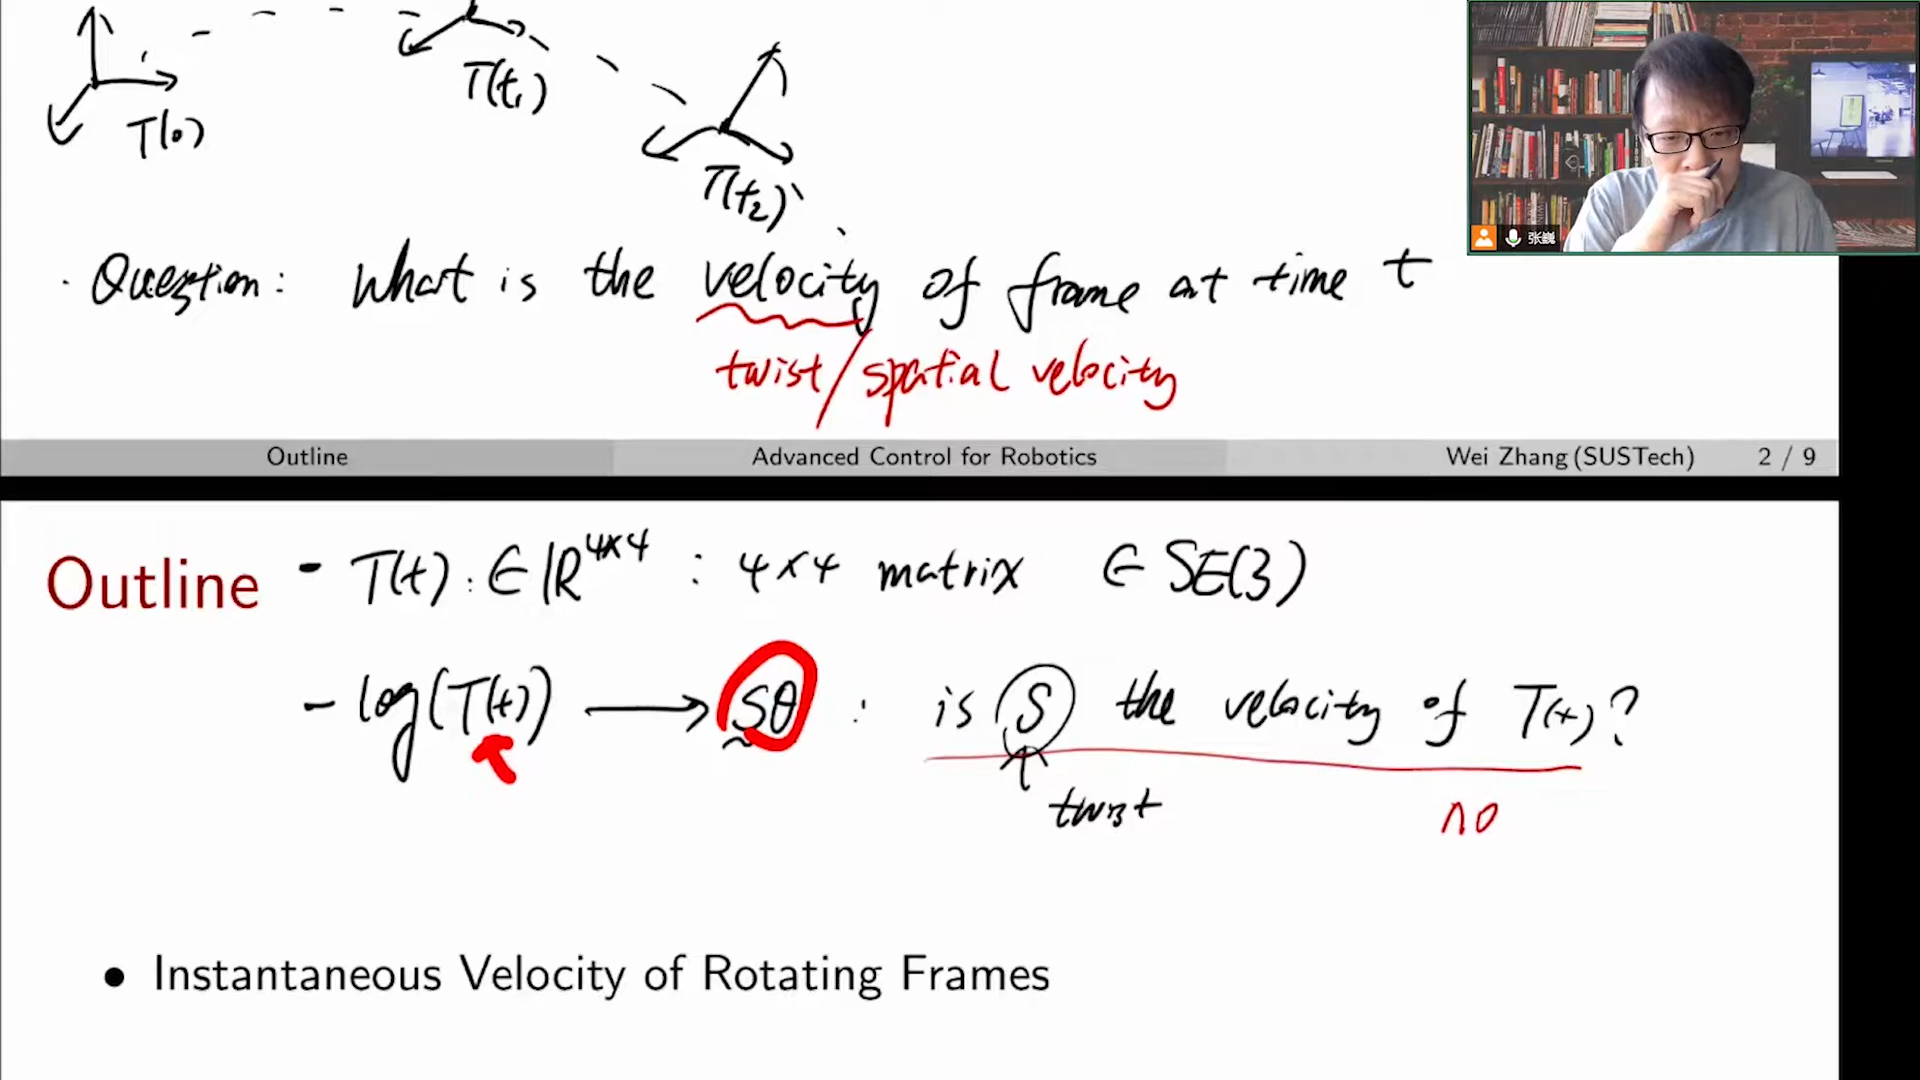 T(0)
T(t₁)
T(t₂)
张巍
· Question: What is the velocity of frame at time t
twist/spatial velocity
Outline Advanced Control for Robotics Wei Zhang (SUSTech) 2 / 9
Outline - T(t) : ∈ ℝ⁴ˣ⁴ : 4×4 matrix ∈ SE(3)
- log(T(t)) ⟶ Sθ : is S the velocity of T(t)?
twist
no
• Instantaneous Velocity of Rotating Frames